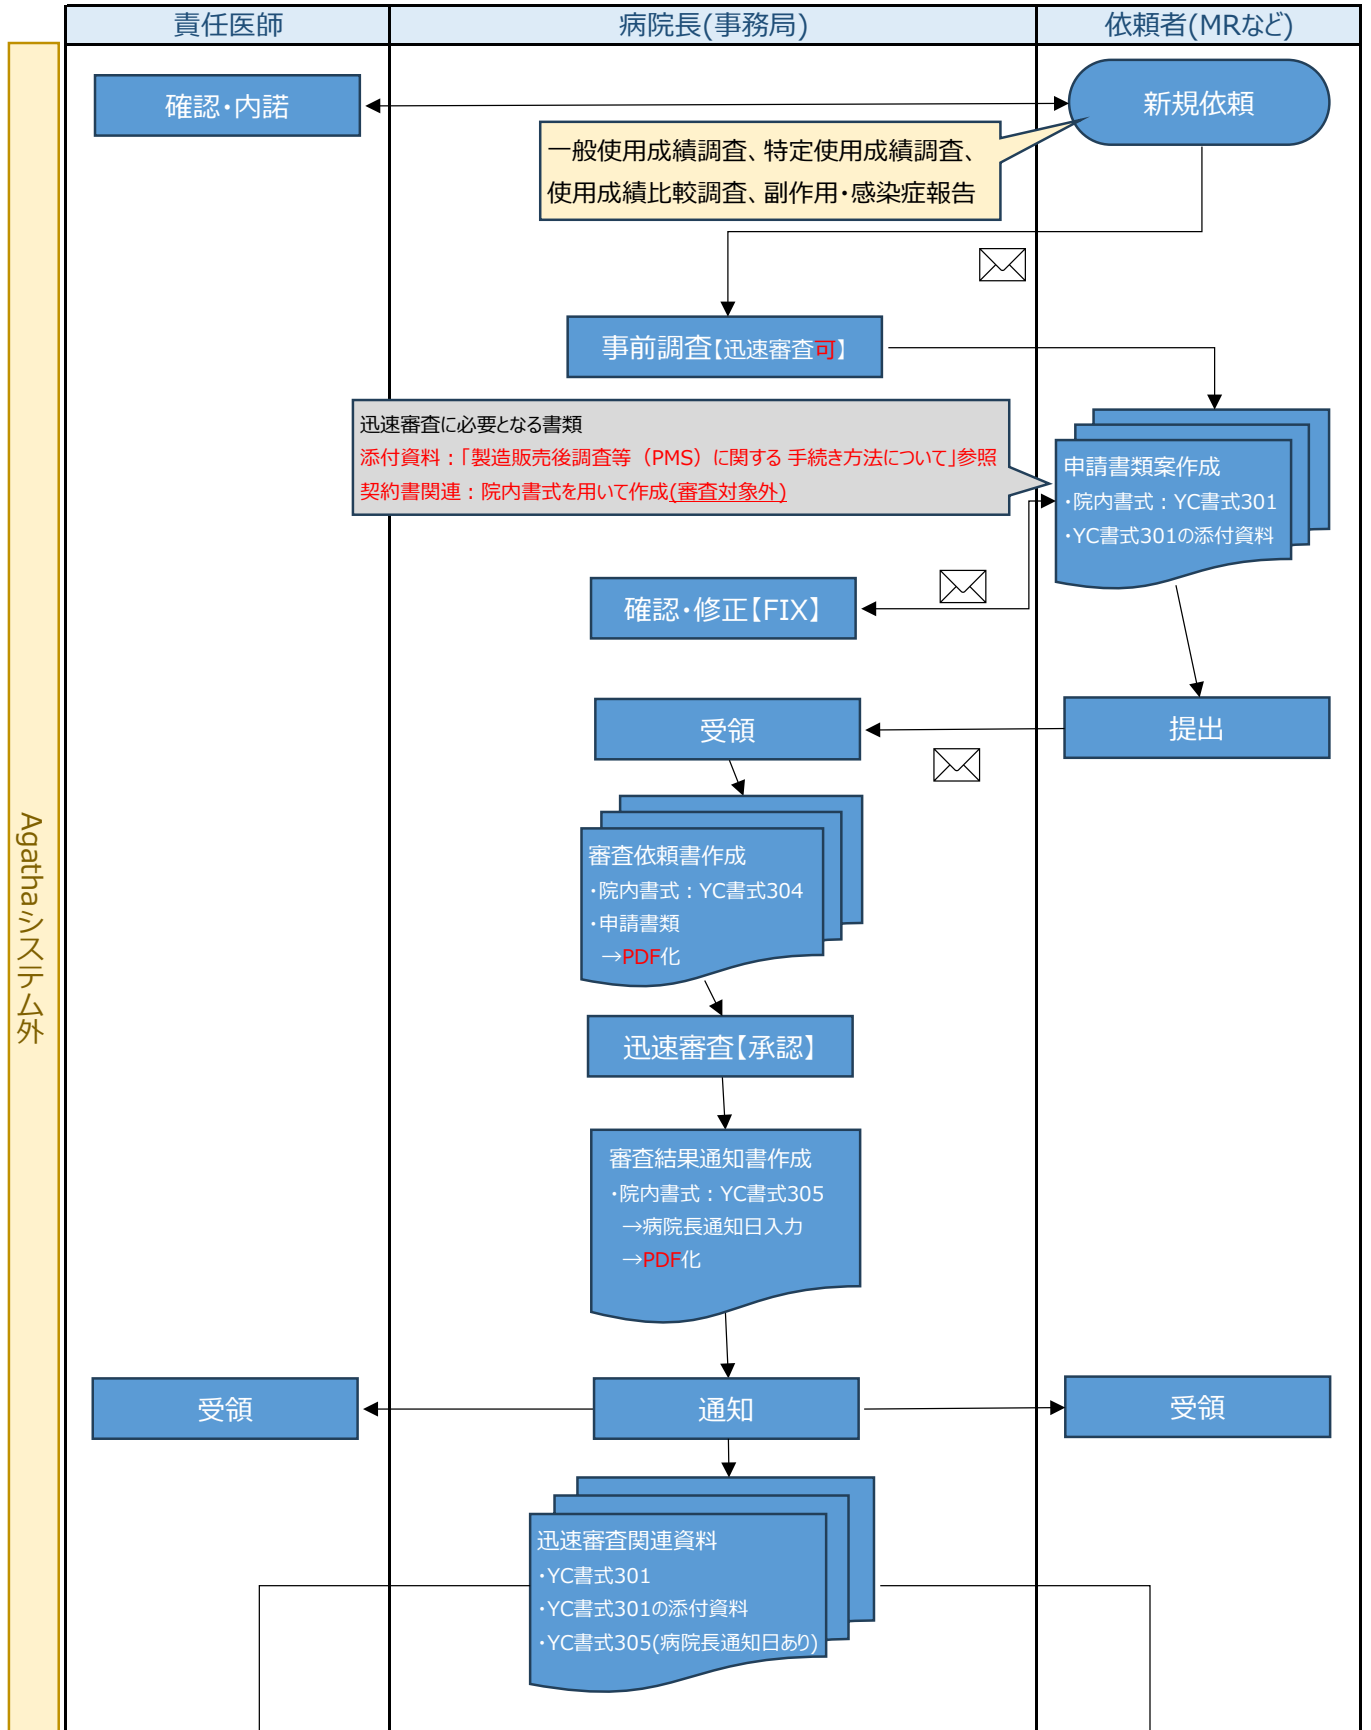 責任医師
病院長(事務局)
依頼者(MRなど)
Agathaシステム外
確認・内諾
新規依頼
一般使用成績調査、特定使用成績調査、
使用成績比較調査、副作用・感染症報告
事前調査【迅速審査可】
迅速審査に必要となる書類
添付資料：「製造販売後調査等（PMS）に関する 手続き方法について」参照
契約書関連：院内書式を用いて作成(審査対象外)
申請書類案作成
・院内書式：YC書式301
・YC書式301の添付資料
確認・修正【FIX】
受領
提出
審査依頼書作成
・院内書式：YC書式304
・申請書類
→PDF化
迅速審査【承認】
審査結果通知書作成
・院内書式：YC書式305
→病院長通知日入力
→PDF化
受領
通知
受領
迅速審査関連資料
・YC書式301
・YC書式301の添付資料
・YC書式305(病院長通知日あり)